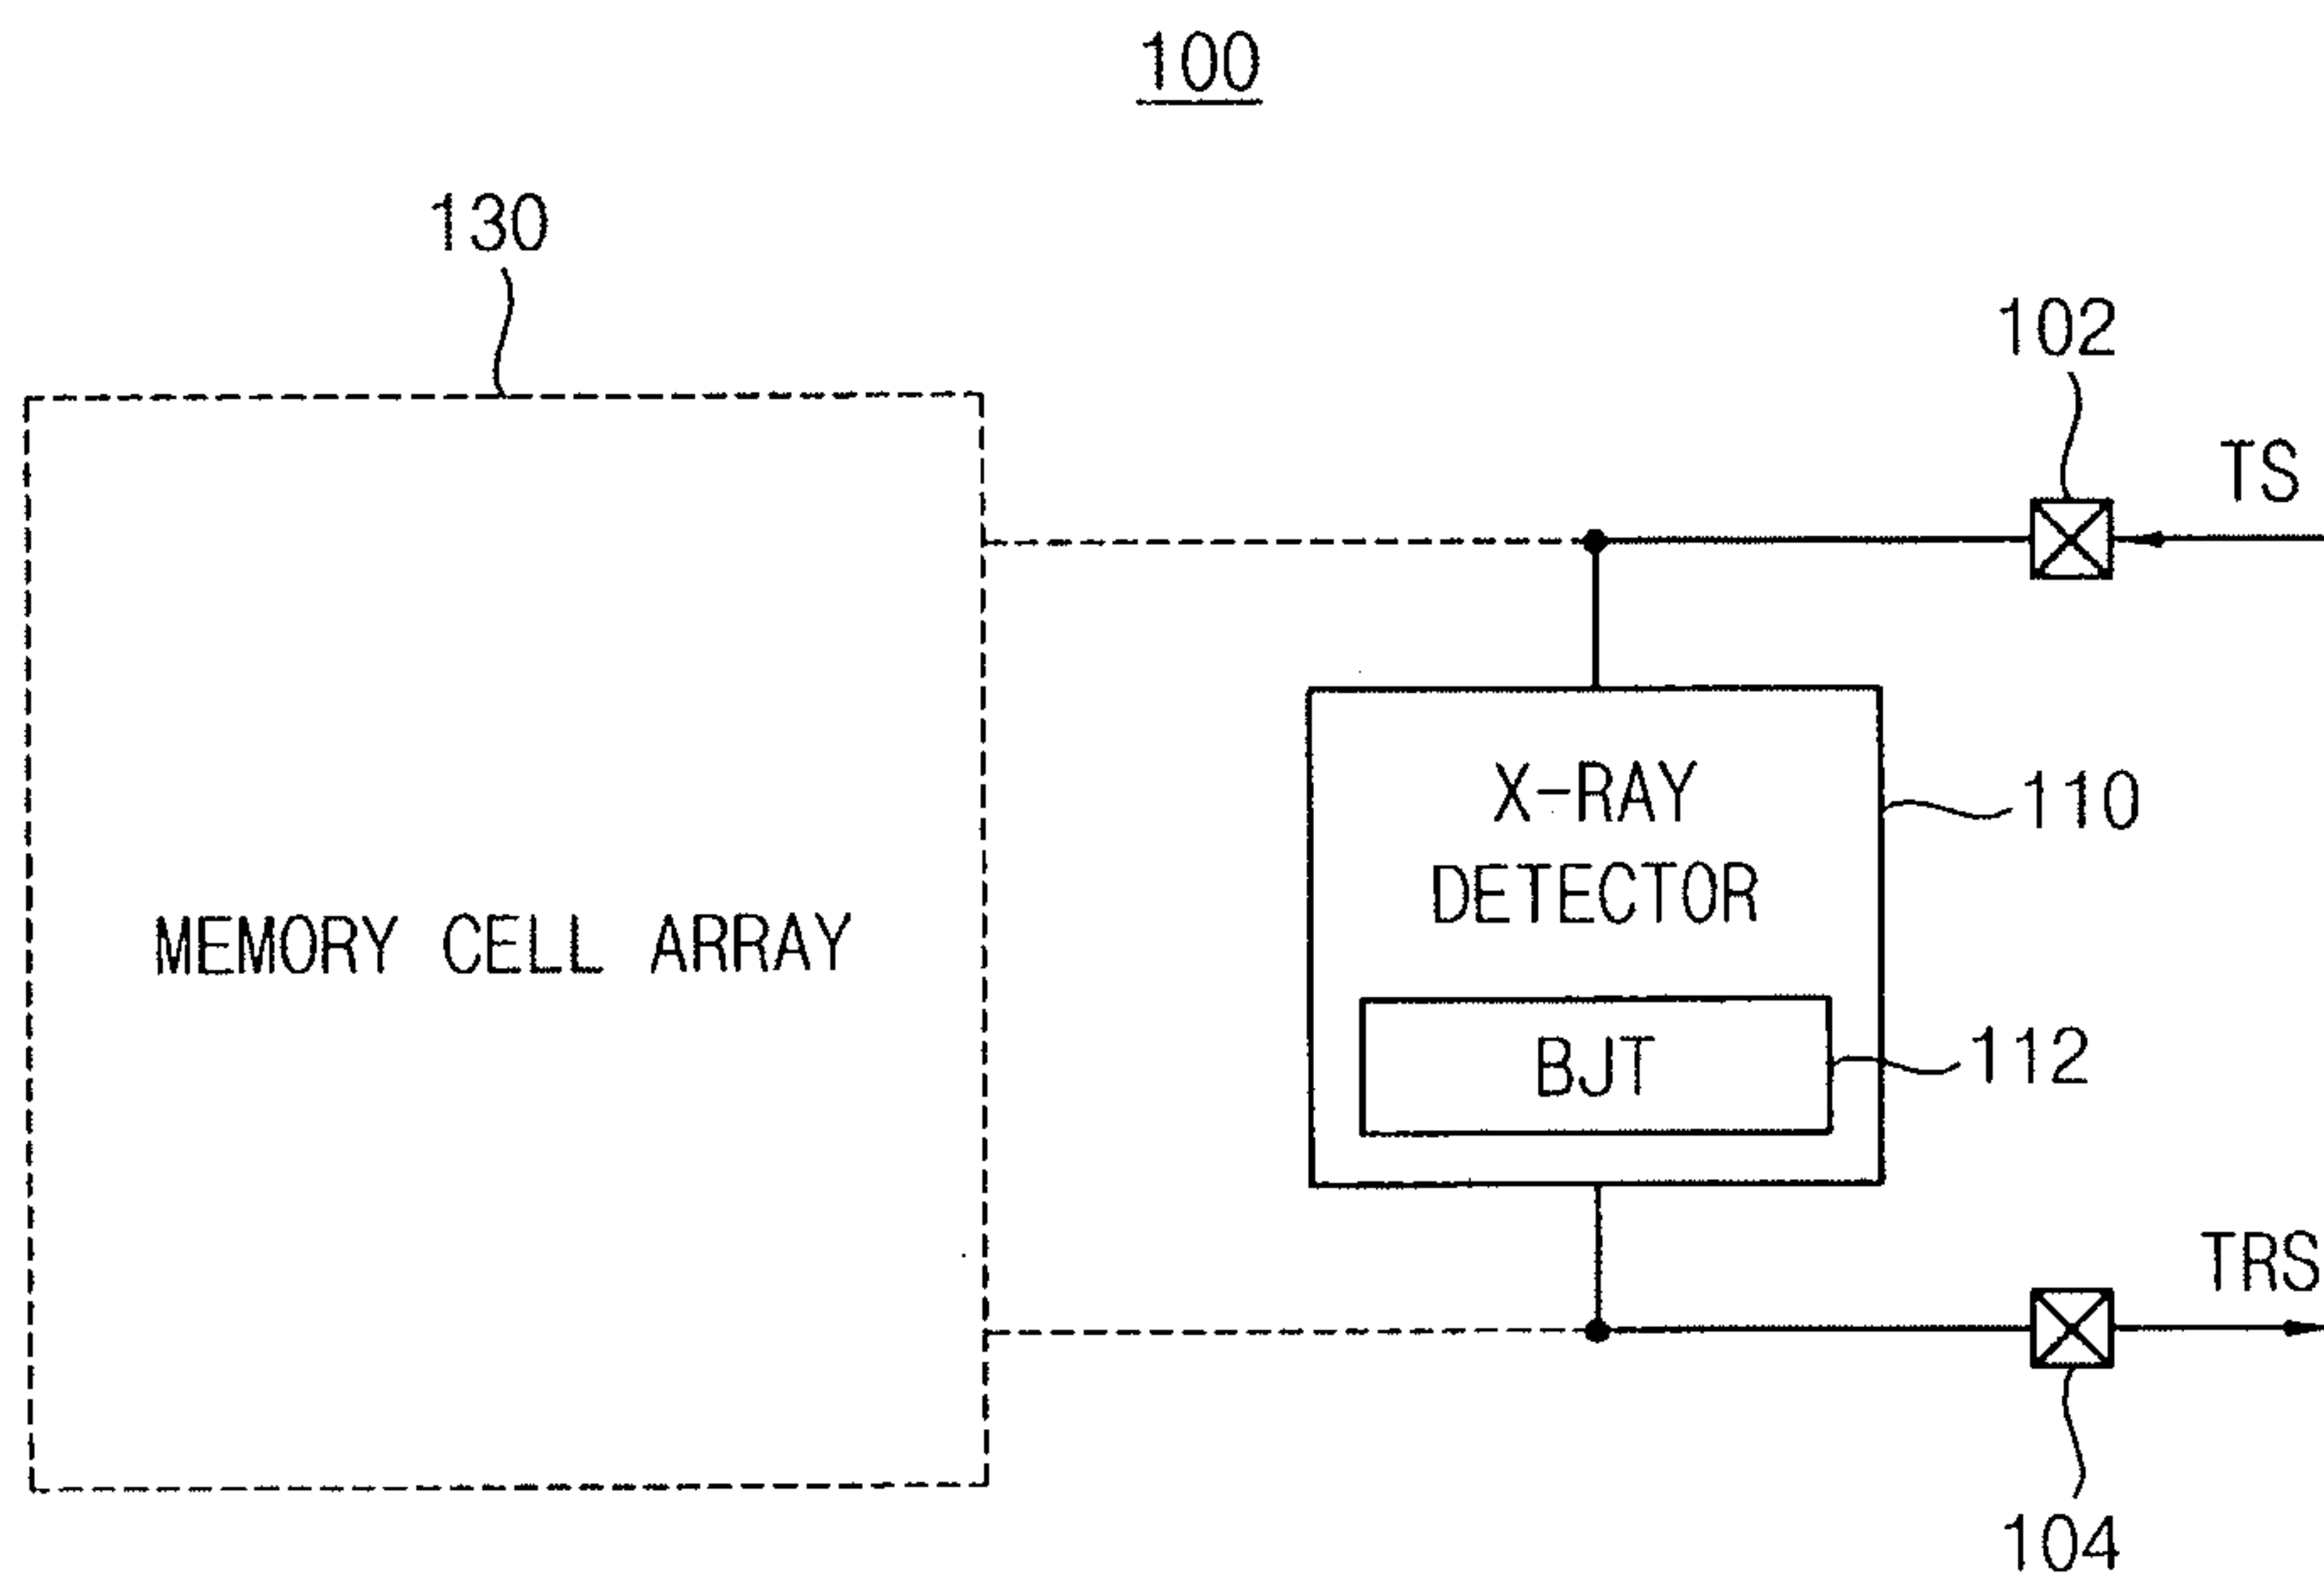 100
130
102
TS
X-RAY
DETECTOR
110
MEMORY CELL ARRAY
BJT
112
TRS
104